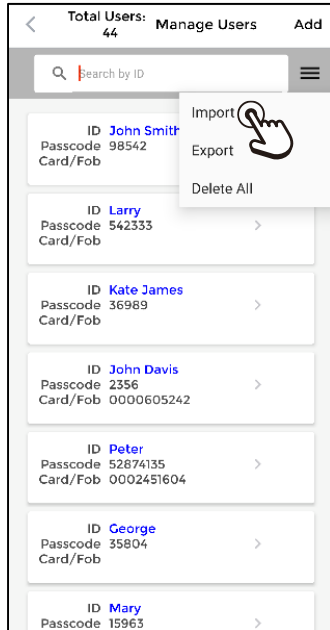 Total Users: 44 Manage Users Add
Search by ID
Import
Export
Delete All
ID John Smith
Passcode 98542
Card/Fob
ID Larry
Passcode 542333
Card/Fob
ID Kate James
Passcode 36989
Card/Fob
ID John Davis
Passcode 2356
Card/Fob 0000605242
ID Peter
Passcode 52874135
Card/Fob 0002451604
ID George
Passcode 35804
Card/Fob
ID Mary
Passcode 15963